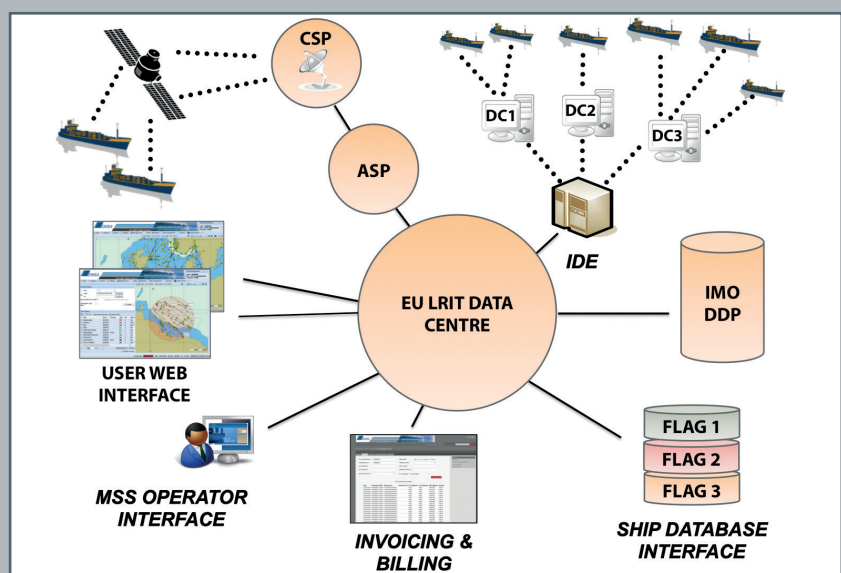 CSP
DC1
DC2
DC3
ASP
IDE
EU LRIT DATA
CENTRE
IMO
DDP
USER WEB
INTERFACE
FLAG 1
FLAG 2
FLAG 3
MSS OPERATOR
INTERFACE
INVOICING &
BILLING
SHIP DATABASE
INTERFACE